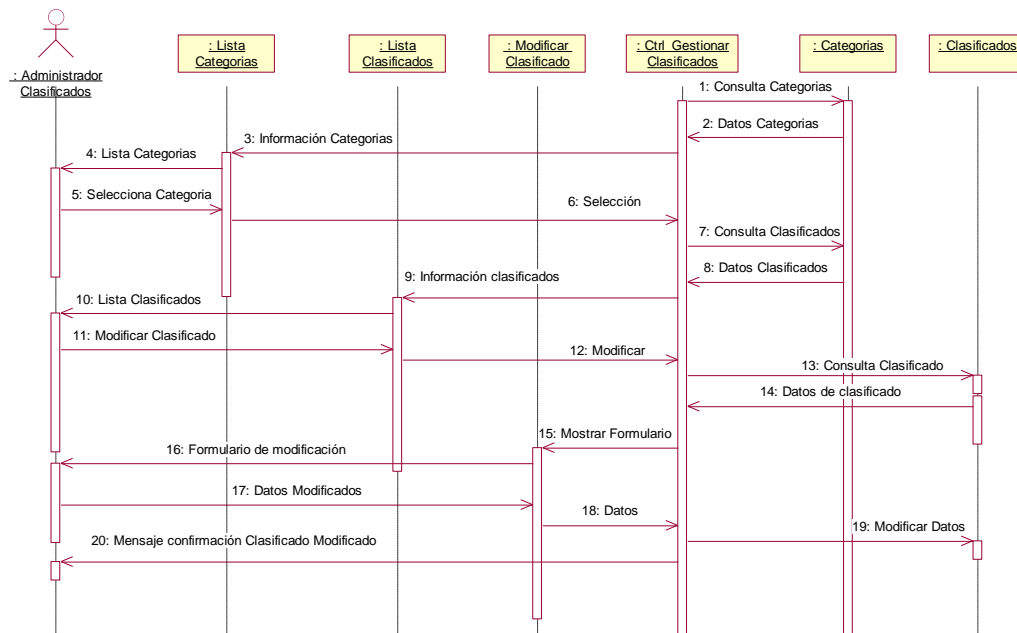 : Administrador
Clasificados
: Lista
Categorias
: Lista
Clasificados
: Modificar
Clasificado
: Ctrl_Gestionar
Clasificados
: Categorias
: Clasificados
1: Consulta Categorias
2: Datos Categorias
3: Información Categorias
4: Lista Categorias
5: Selecciona Categoria
6: Selección
7: Consulta Clasificados
8: Datos Clasificados
9: Información clasificados
10: Lista Clasificados
11: Modificar Clasificado
12: Modificar
13: Consulta Clasificado
14: Datos de clasificado
15: Mostrar Formulario
16: Formulario de modificación
17: Datos Modificados
18: Datos
19: Modificar Datos
20: Mensaje confirmación Clasificado Modificado